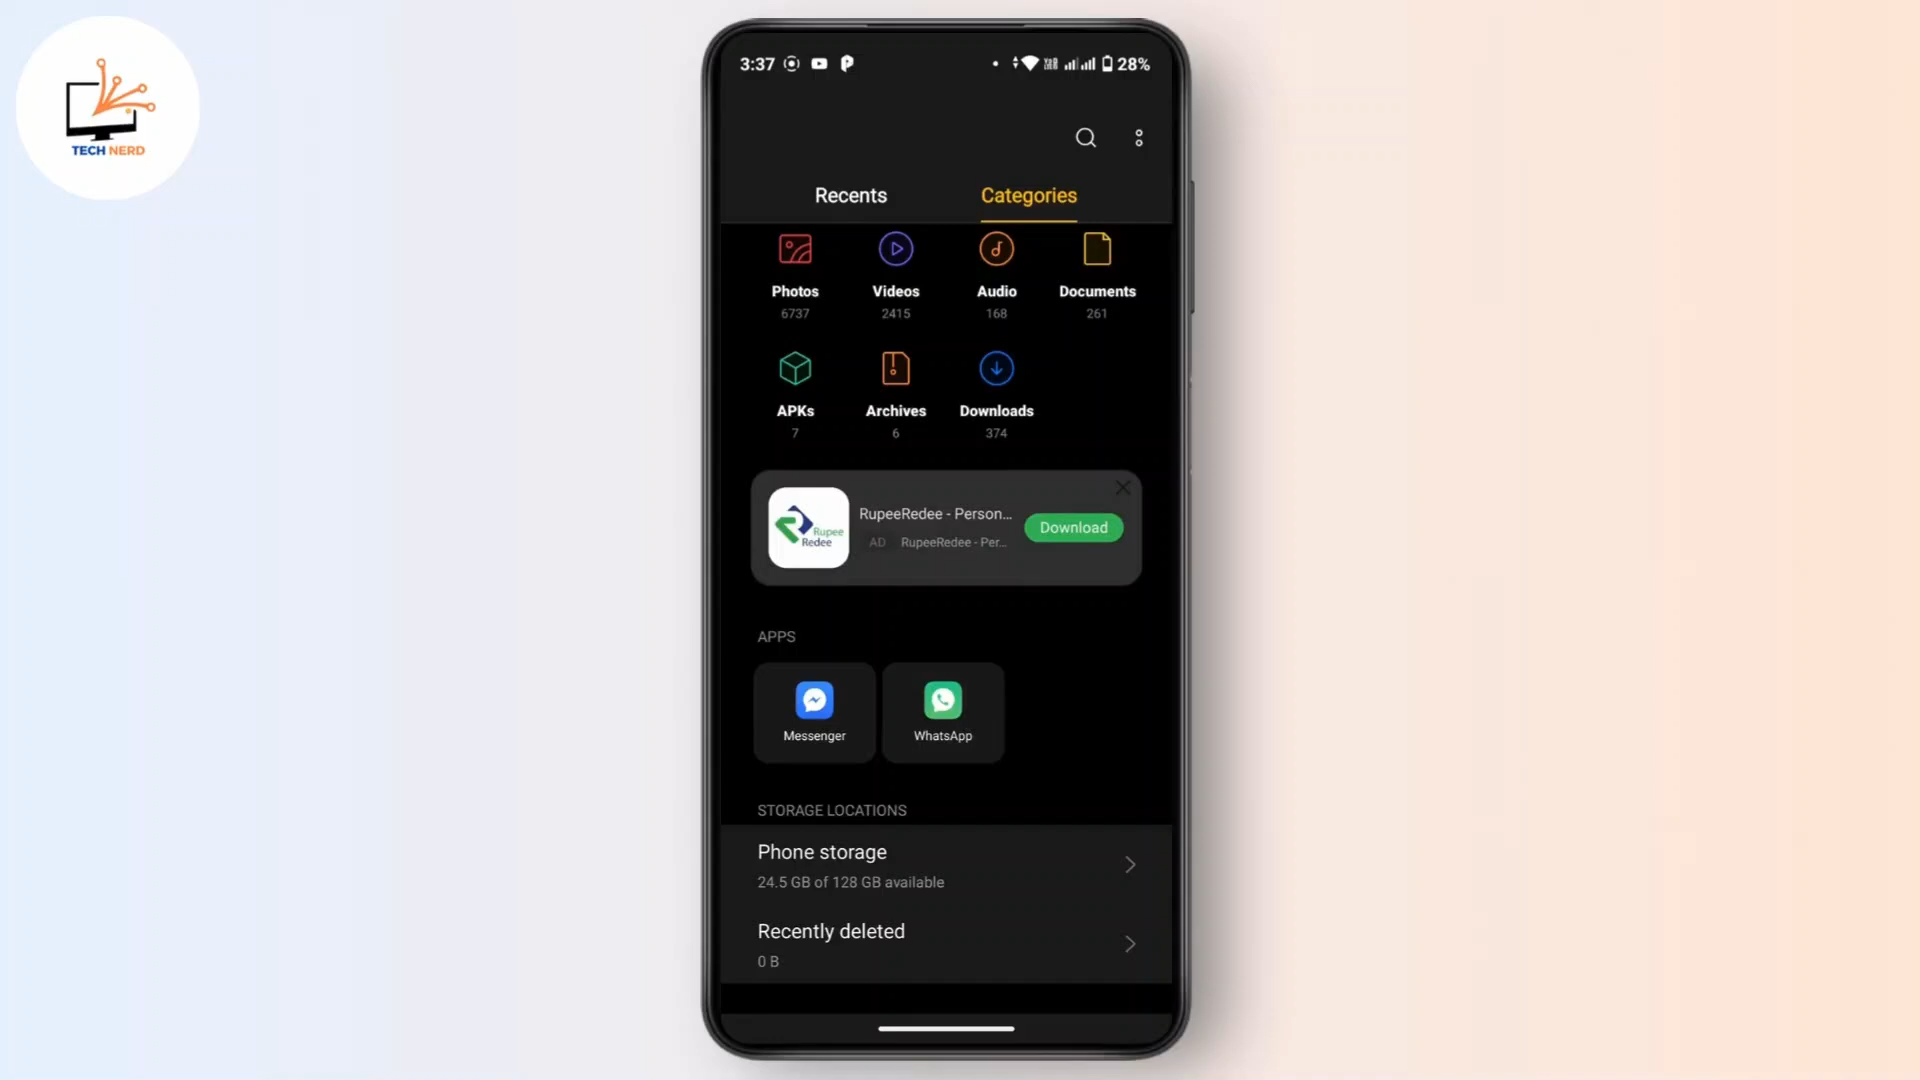 TECH NERD
3:37
28%
Recents
Categories
Photos
Videos
Audio
Documents
6737
2415
168
261
APKs
Archives
Downloads
7
6
374
Rupee
Redee
RupeeRedee - Person...
AD
RupeeRedee - Per...
Download
APPS
Messenger
WhatsApp
STORAGE LOCATIONS
Phone storage
24.5 GB of 128 GB available
Recently deleted
0 B